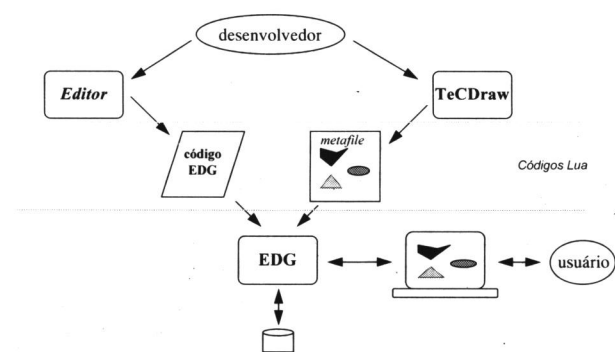 desenvolvedor
Editor
TeCDraw
código
EDG
metafile
Códigos Lua
EDG
usuário